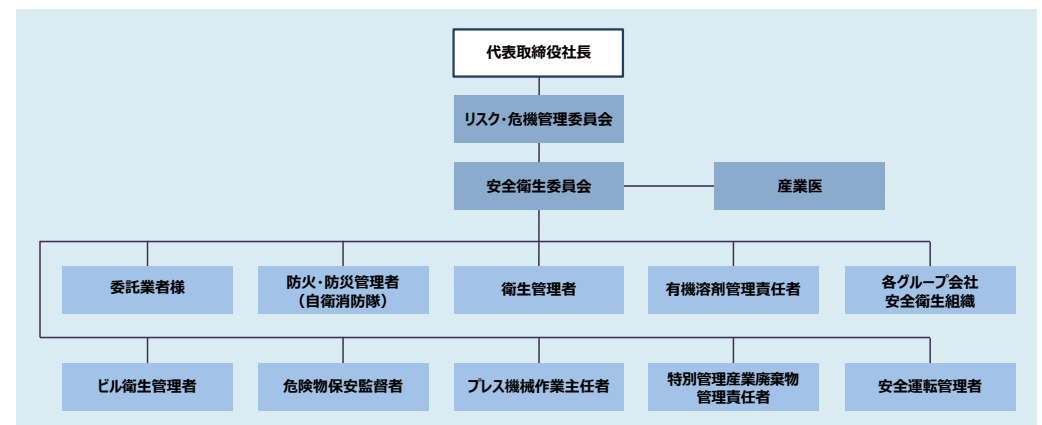 代表取締役社長
リスク・危機管理委員会
安全衛生委員会
産業医
委託業者様
防火・防災管理者
（自衛消防隊）
衛生管理者
有機溶剤管理責任者
各グループ会社
安全衛生組織
ビル衛生管理者
危険物保安監督者
プレス機械作業主任者
特別管理産業廃棄物
管理責任者
安全運転管理者